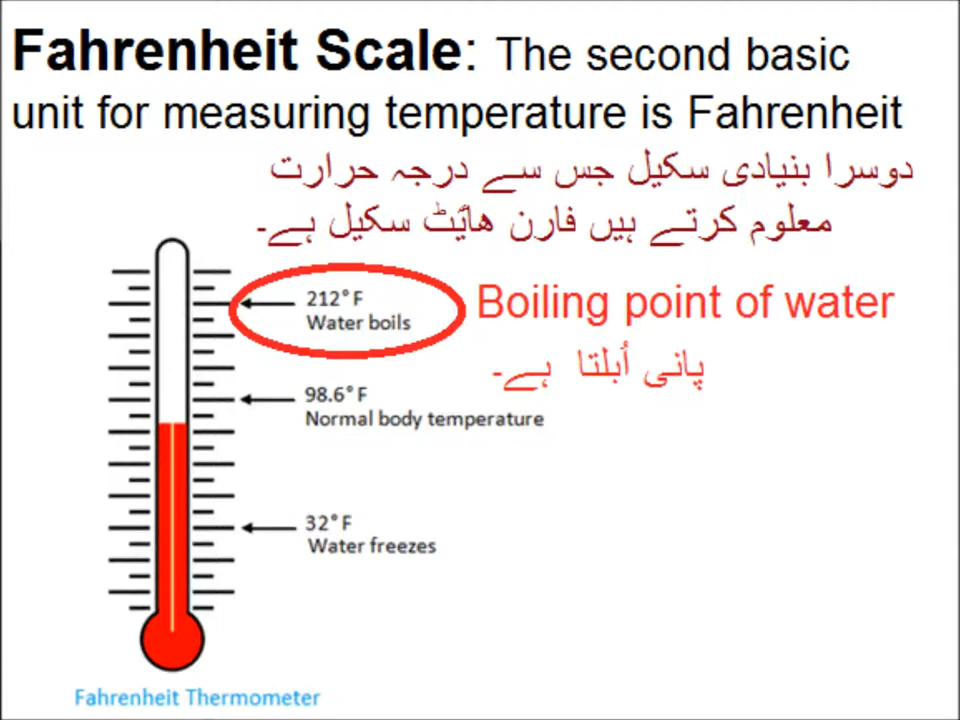 Fahrenheit Scale: The second basic
unit for measuring temperature is Fahrenheit
دوسرا بنیادی سکیل جس سے درجہ حرارت
معلوم کرتے ہیں فارن ھایٔٹ سکیل ہے۔
212° F
Water boils
Boiling point of water
پانی اُبلتا ہے۔
98.6° F
Normal body temperature
32° F
Water freezes
Fahrenheit Thermometer